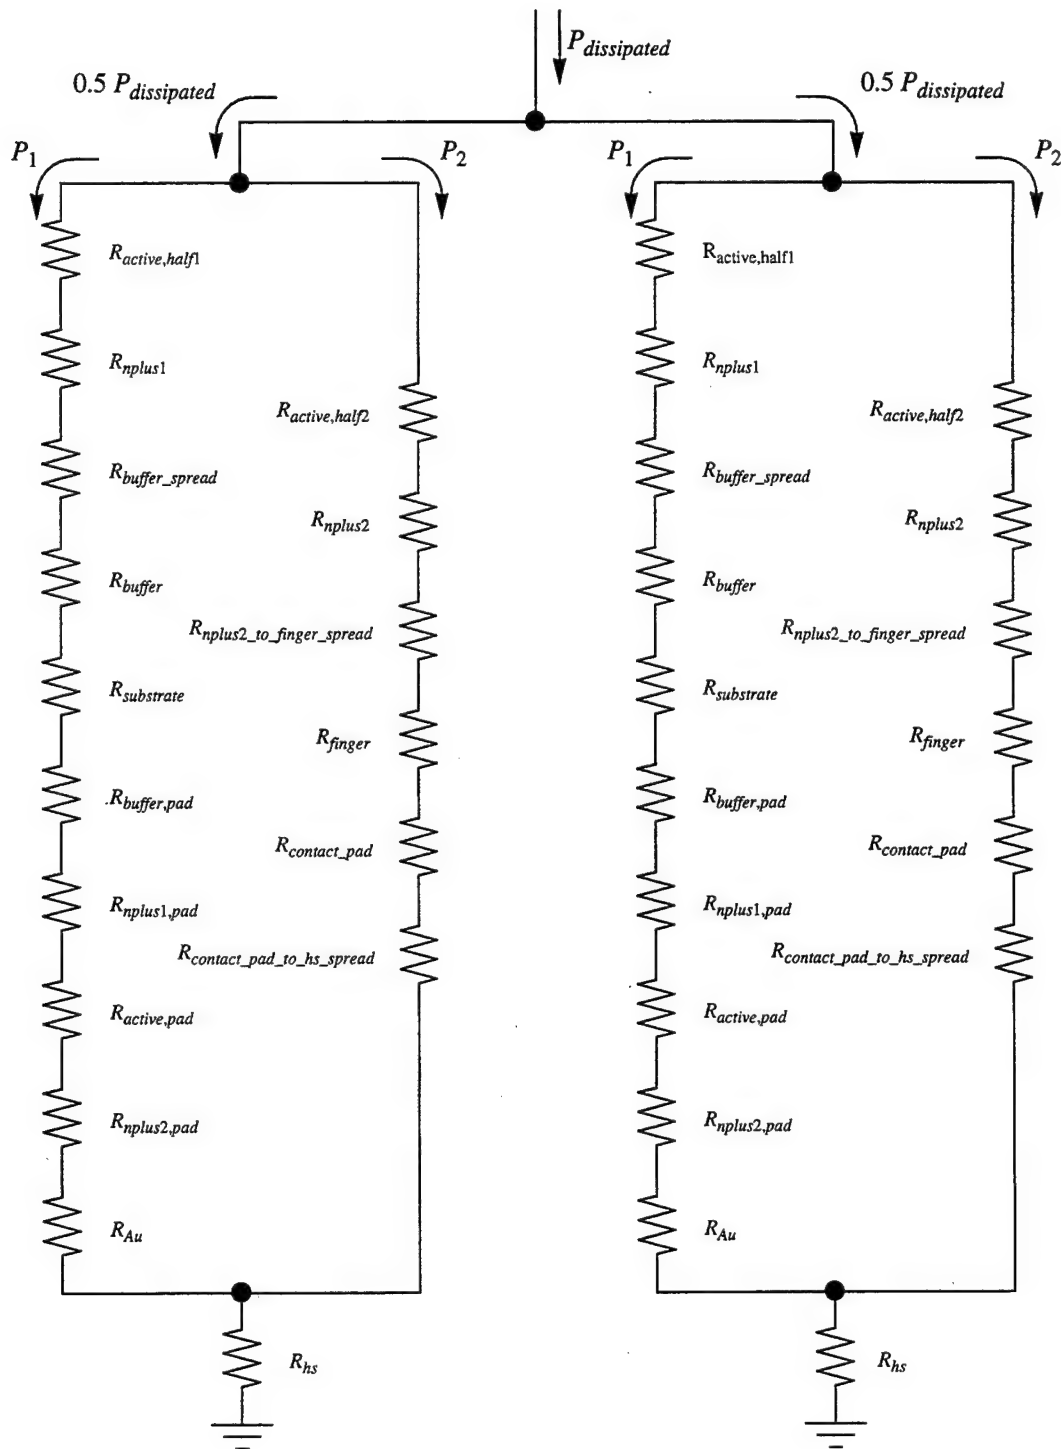 P_dissipated
0.5 P_dissipated
0.5 P_dissipated
P_1
P_2
P_1
P_2
R_active,half1
R_nplus1
R_buffer_spread
R_buffer
R_substrate
R_buffer,pad
R_nplus1,pad
R_active,pad
R_nplus2,pad
R_Au
R_active,half2
R_nplus2
R_nplus2_to_finger_spread
R_finger
R_contact_pad
R_contact_pad_to_hs_spread
R_hs
R_active,half1
R_nplus1
R_buffer_spread
R_buffer
R_substrate
R_buffer,pad
R_nplus1,pad
R_active,pad
R_nplus2,pad
R_Au
R_active,half2
R_nplus2
R_nplus2_to_finger_spread
R_finger
R_contact_pad
R_contact_pad_to_hs_spread
R_hs